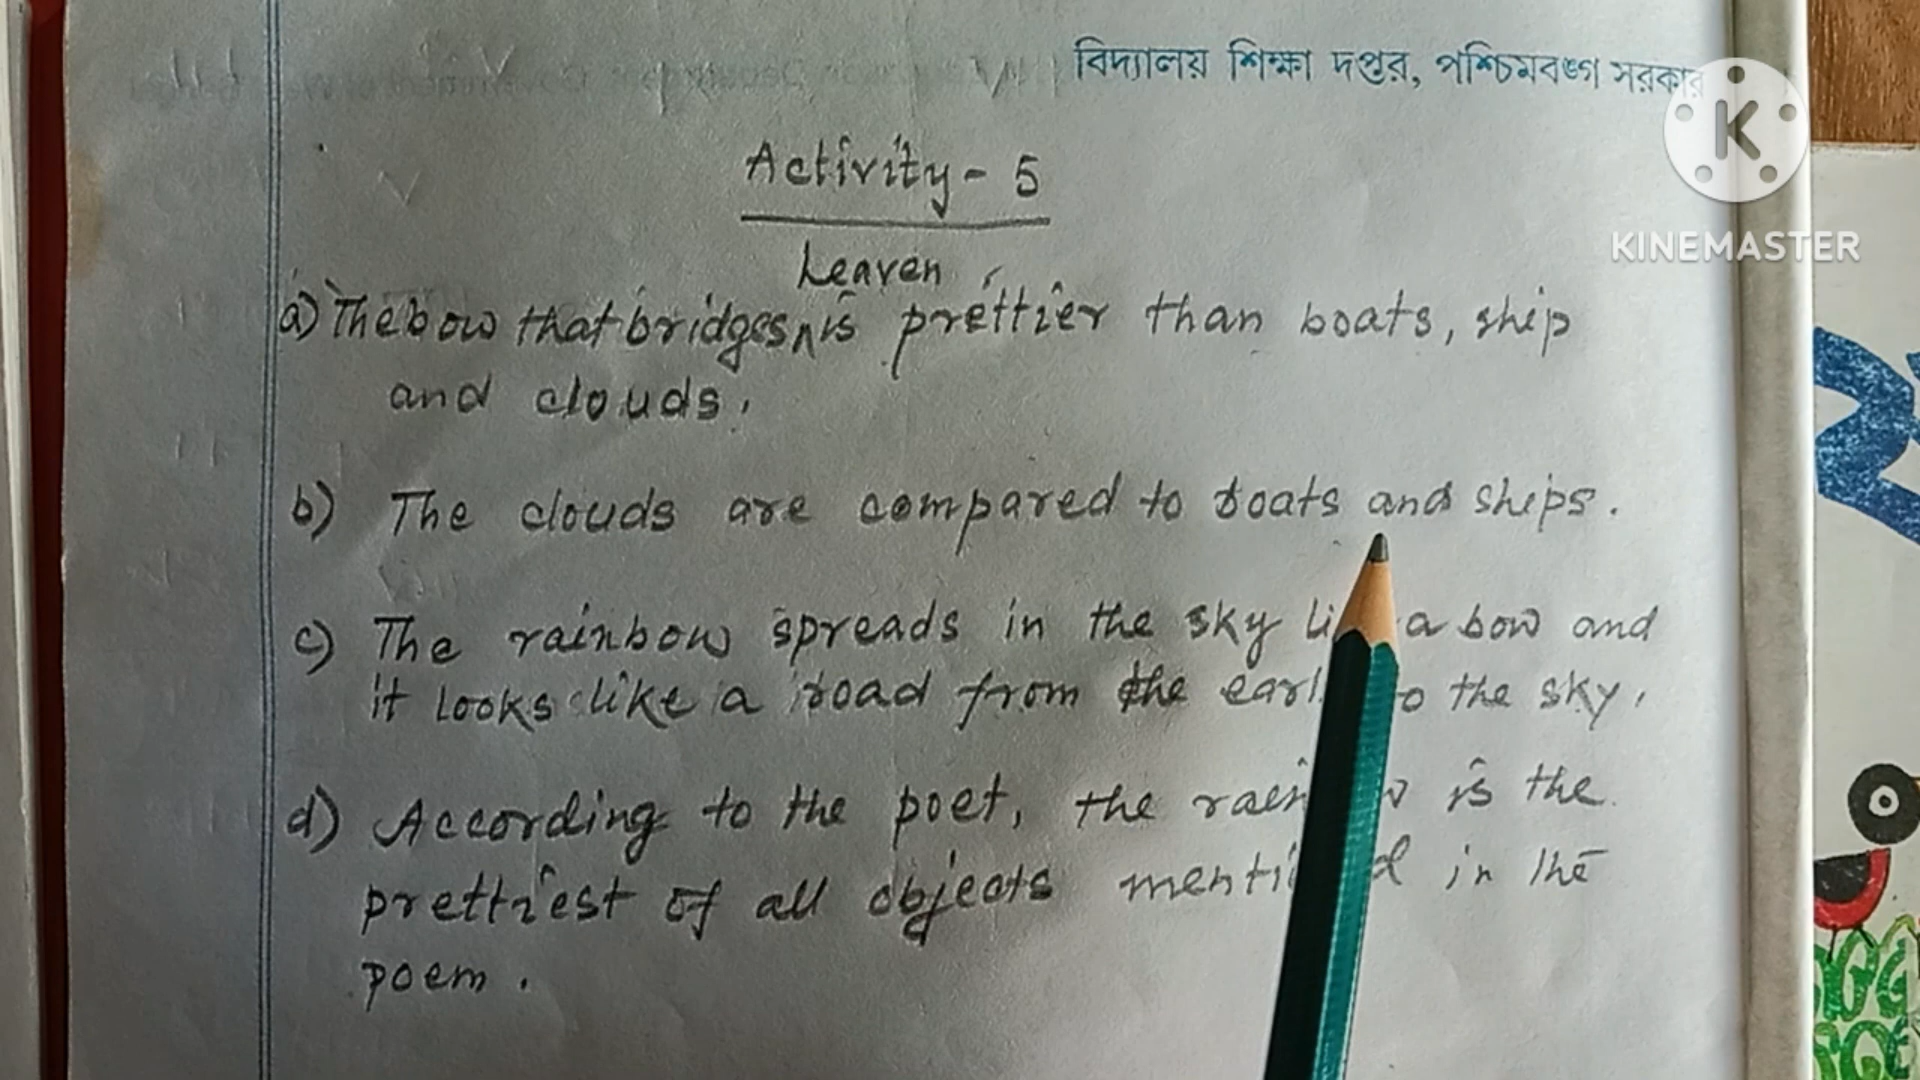 বিদ্যালয় শিক্ষা দপ্তর, পশ্চিমবঙ্গ সরকার
K
KINEMASTER
Activity - 5
heaven
a) The bow that bridges ^ is prettier than boats, ship
and clouds.
b) The clouds are compared to boats and ships.
c) The rainbow spreads in the sky a bow and
it looks like a road from the to the sky.
d) According to the poet, the is the
prettiest of all objects in the
poem.